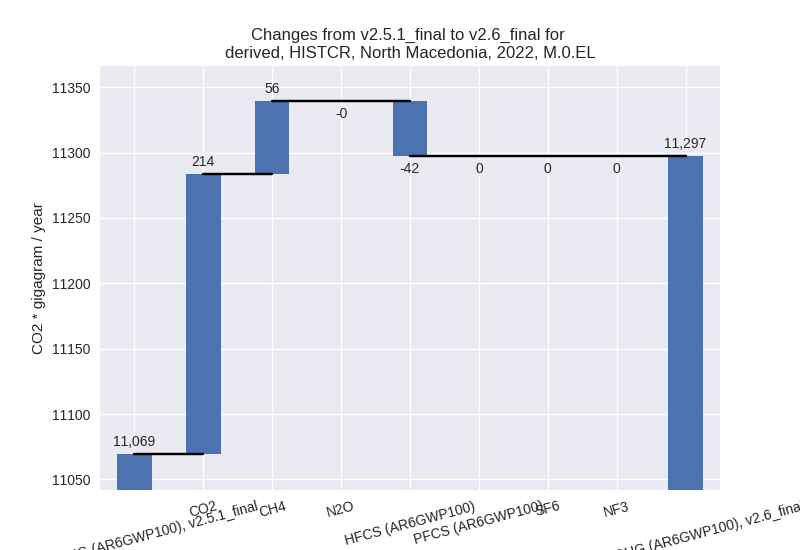 Changes from v2.5.1_final to v2.6_final for
derived, HISTCR, North Macedonia, 2022, M.0.EL
CO2 * gigagram / year
11350
11300
11250
11200
11150
11100
11050
11,069
214
56
-0
-42
0
0
0
11,297
(AR6GWP100), v2.5.1_final
CO2
CH4
N2O
HFCS (AR6GWP100)
PFCS (AR6GWP100)
SF6
NF3
(AR6GWP100), v2.6_final